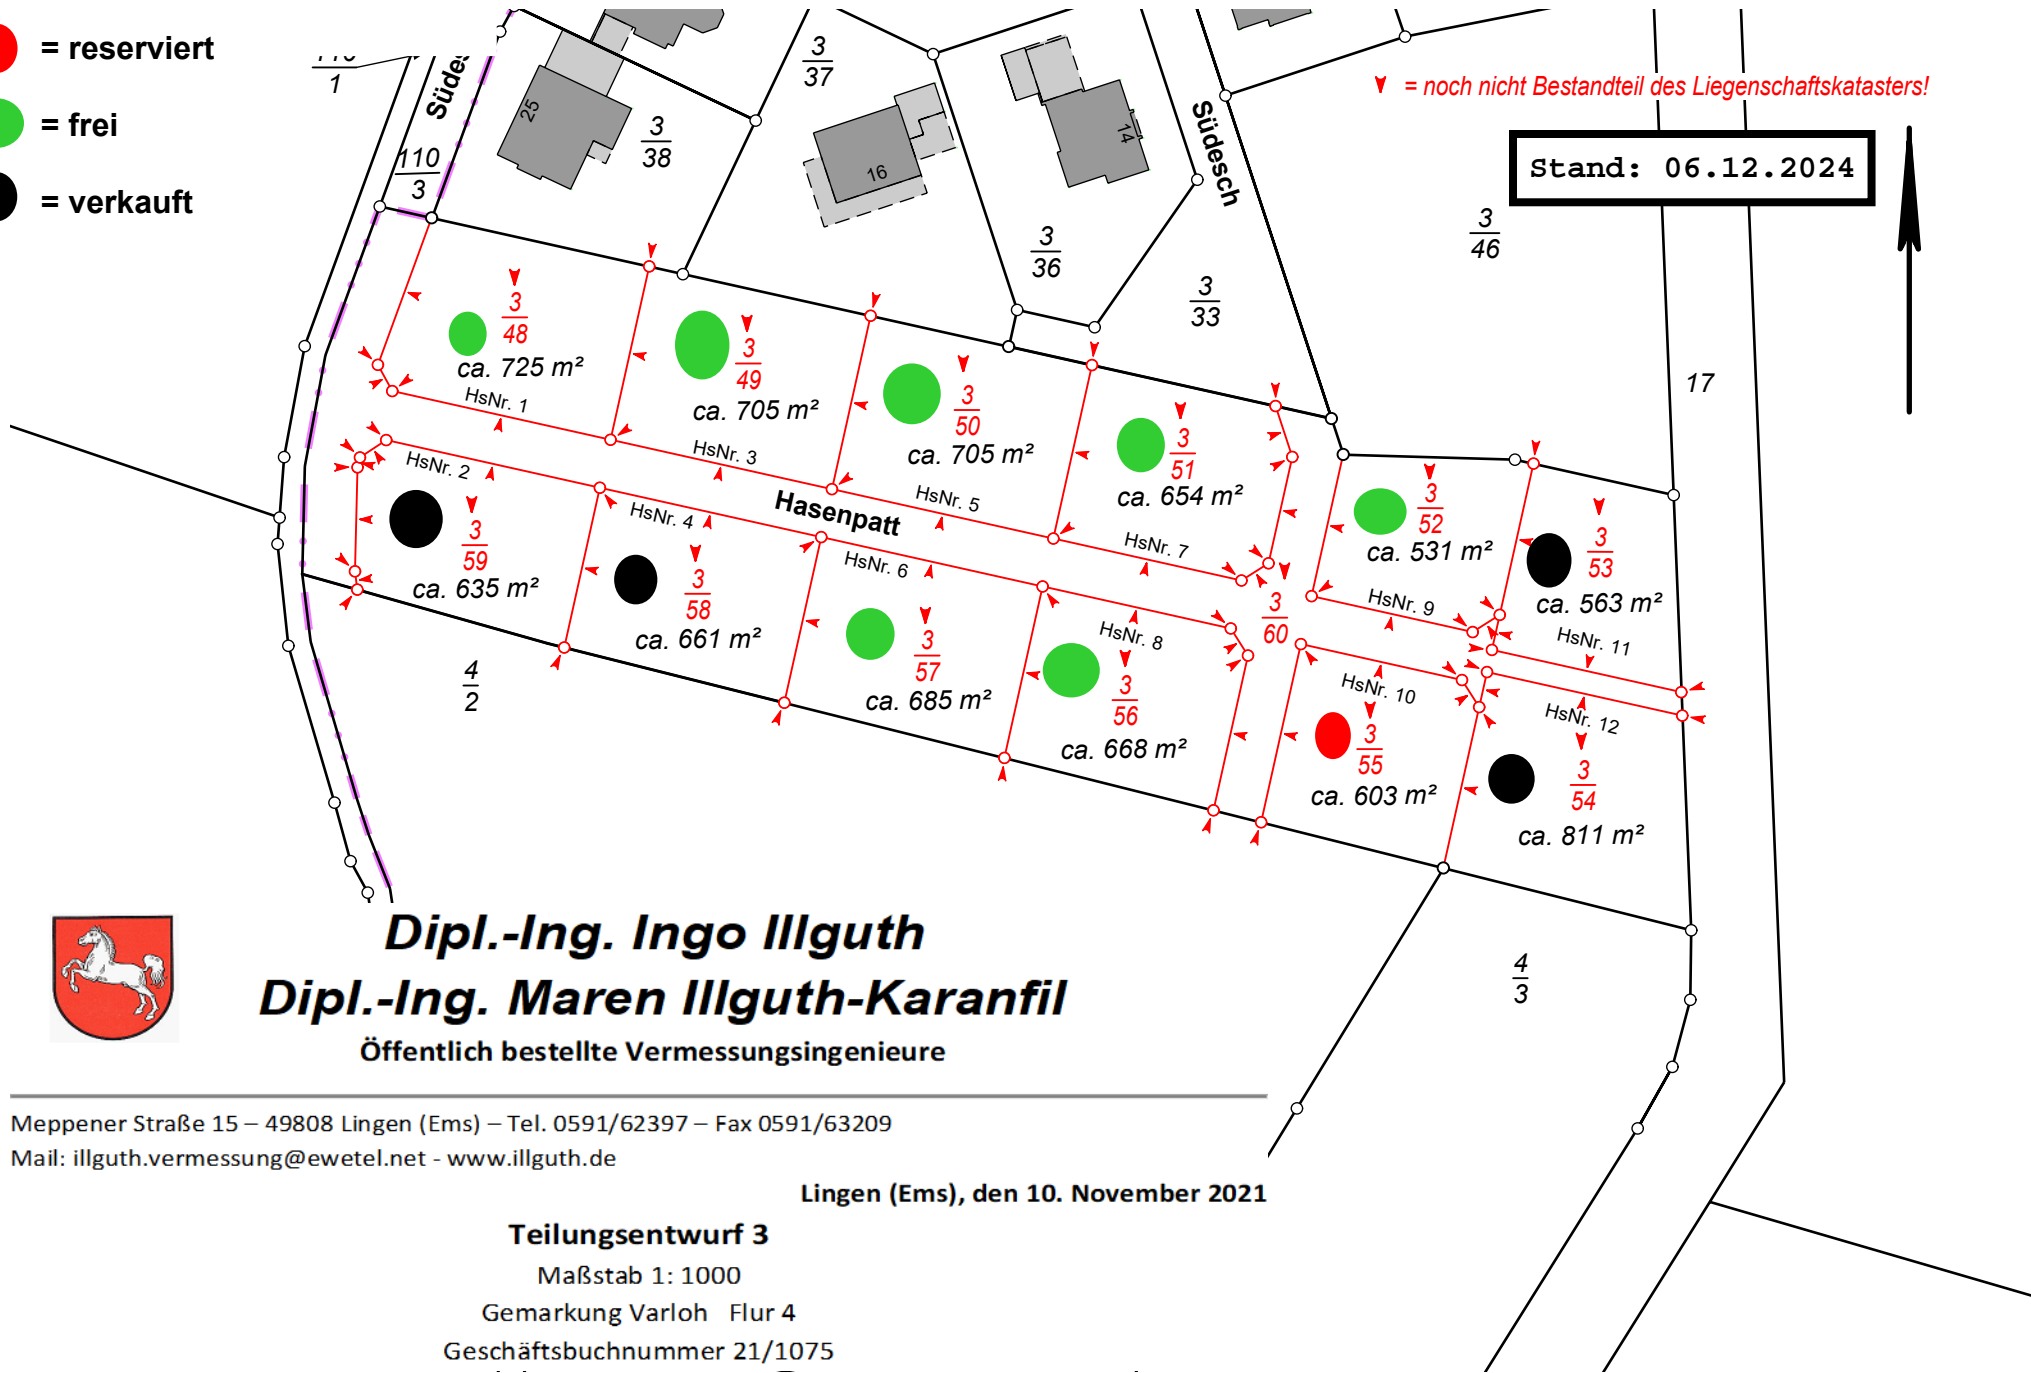 = reserviert
= frei
= verkauft
1
Südes
110
3
25
3
38
3
37
16
14
3
36
Südesch
3
33
= noch nicht Bestandteil des Liegenschaftskatasters!
Stand: 06.12.2024
3
46
17
3
48
ca. 725 m²
HsNr. 1
3
49
ca. 705 m²
HsNr. 3
3
50
ca. 705 m²
HsNr. 5
3
51
ca. 654 m²
HsNr. 7
3
52
ca. 531 m²
HsNr. 9
3
53
ca. 563 m²
HsNr. 11
Hasenpatt
HsNr. 2
3
59
ca. 635 m²
HsNr. 4
3
58
ca. 661 m²
HsNr. 6
3
57
ca. 685 m²
HsNr. 8
3
56
ca. 668 m²
3
60
HsNr. 10
3
55
ca. 603 m²
HsNr. 12
3
54
ca. 811 m²
4
2
4
3
Dipl.-Ing. Ingo Illguth
Dipl.-Ing. Maren Illguth-Karanfil
Öffentlich bestellte Vermessungsingenieure
Meppener Straße 15 – 49808 Lingen (Ems) – Tel. 0591/62397 – Fax 0591/63209
Mail: illguth.vermessung@ewetel.net - www.illguth.de
Lingen (Ems), den 10. November 2021
Teilungsentwurf 3
Maßstab 1: 1000
Gemarkung Varloh Flur 4
Geschäftsbuchnummer 21/1075